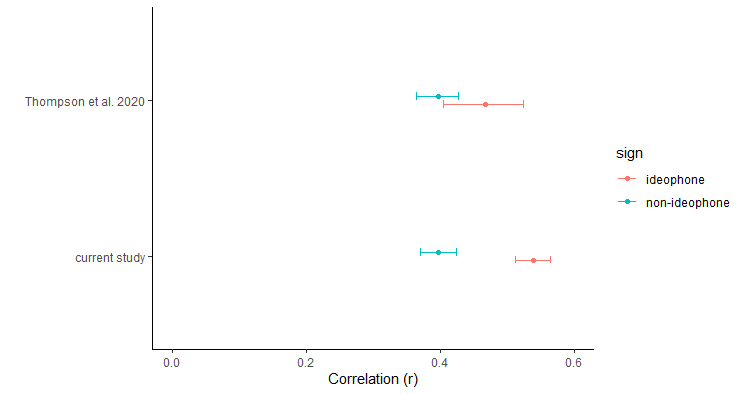 Thompson et al. 2020
current study
0.0 0.2 0.4 0.6
Correlation (r)
sign
ideophone
non-ideophone